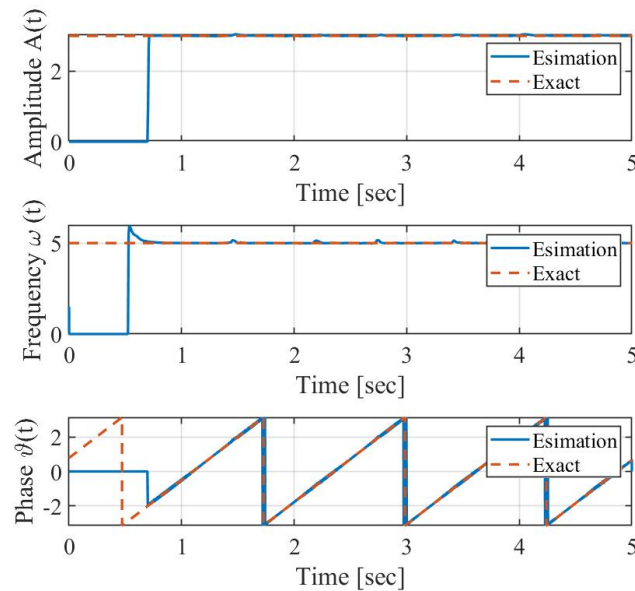 Amplitude A(t)
2
0
Esimation
Exact
0 1 2 3 4 5
Time [sec]
Frequency ω (t)
5
0
Esimation
Exact
0 1 2 3 4 5
Time [sec]
Phase ϑ(t)
2
0
-2
Esimation
Exact
0 1 2 3 4 5
Time [sec]